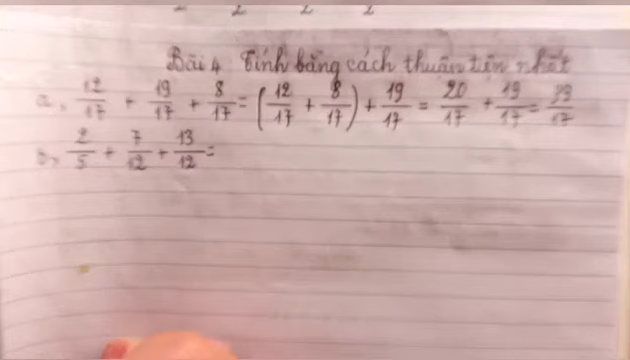 Bài 4 Tính bằng cách thuận tiện nhất
a, 12/17 + 19/17 + 8/17 = (12/17 + 8/17) + 19/17 = 20/17 + 19/17 = 39/17
b, 2/5 + 7/12 + 13/12 =